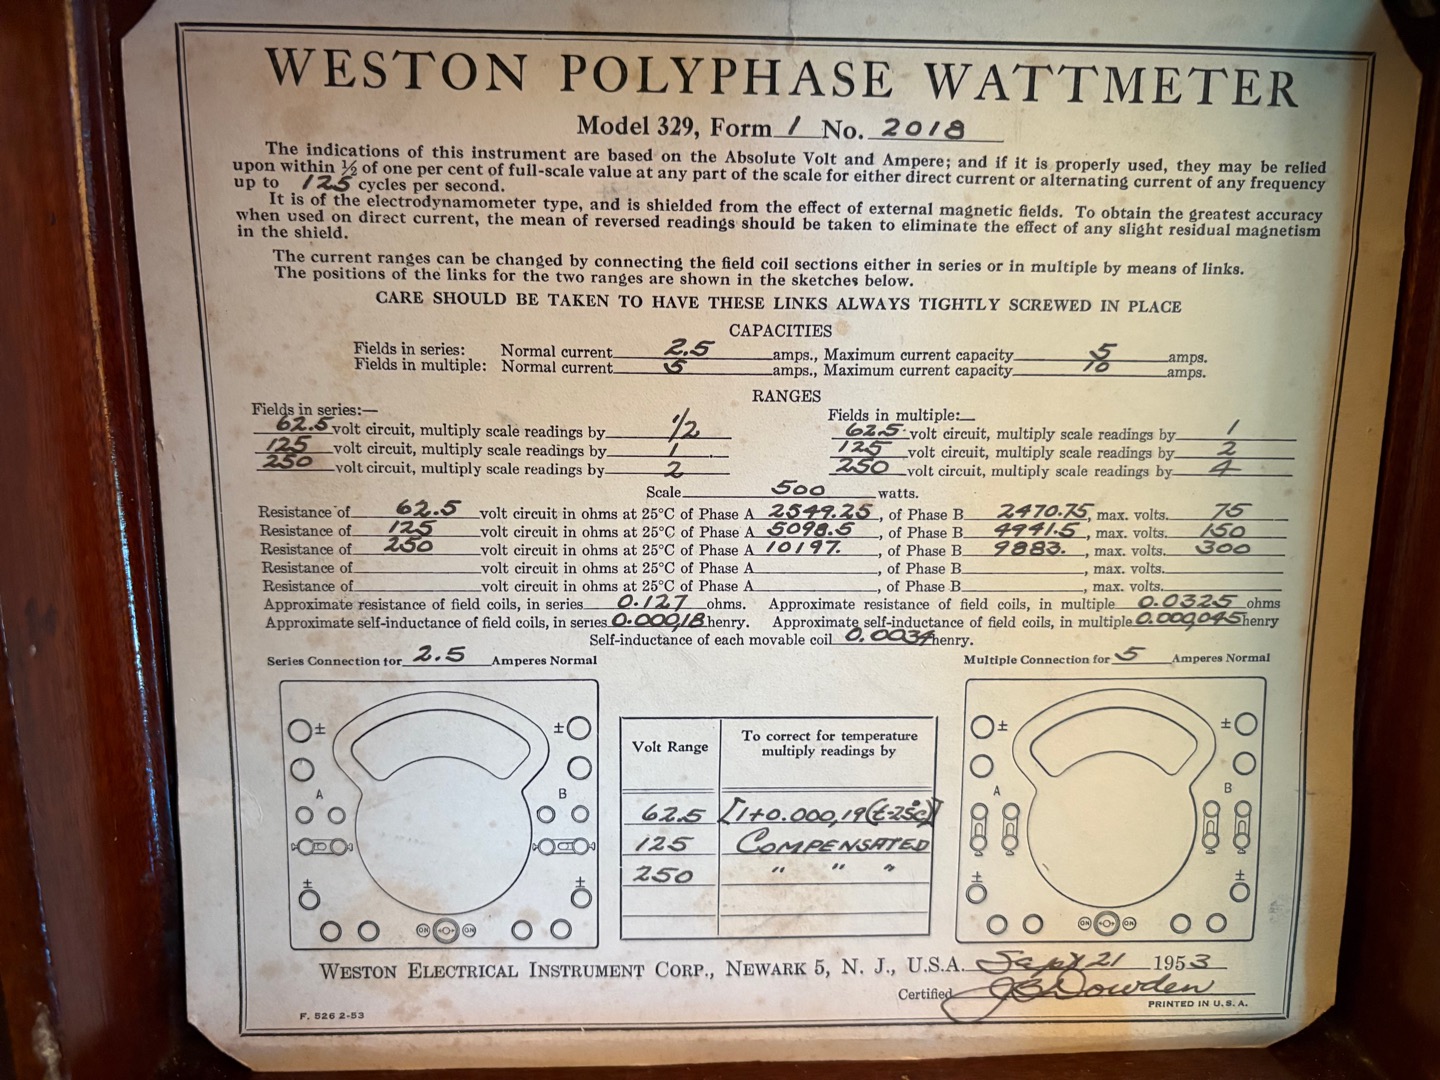 WESTON POLYPHASE WATTMETER
Model 329, Form 1 No. 2018
The indications of this instrument are based on the Absolute Volt and Ampere; and if it is properly used, they may be relied
upon within ½ of one per cent of full-scale value at any part of the scale for either direct current or alternating current of any frequency
up to 125 cycles per second.
It is of the electrodynamometer type, and is shielded from the effect of external magnetic fields. To obtain the greatest accuracy
when used on direct current, the mean of reversed readings should be taken to eliminate the effect of any slight residual magnetism
in the shield.
The current ranges can be changed by connecting the field coil sections either in series or in multiple by means of links.
The positions of the links for the two ranges are shown in the sketches below.
CARE SHOULD BE TAKEN TO HAVE THESE LINKS ALWAYS TIGHTLY SCREWED IN PLACE
CAPACITIES
Fields in series: Normal current 2.5 amps., Maximum current capacity 5 amps.
Fields in multiple: Normal current 5 amps., Maximum current capacity 10 amps.
RANGES
Fields in series:—
62.5 volt circuit, multiply scale readings by 1/2
125 volt circuit, multiply scale readings by 1
250 volt circuit, multiply scale readings by 2
Fields in multiple:—
62.5 volt circuit, multiply scale readings by 1
125 volt circuit, multiply scale readings by 2
250 volt circuit, multiply scale readings by 4
Scale 500 watts.
Resistance of 62.5 volt circuit in ohms at 25°C of Phase A 2549.25, of Phase B 2470.75, max. volts. 75
Resistance of 125 volt circuit in ohms at 25°C of Phase A 5098.5, of Phase B 4941.5, max. volts. 150
Resistance of 250 volt circuit in ohms at 25°C of Phase A 10197., of Phase B 9883., max. volts. 300
Resistance of volt circuit in ohms at 25°C of Phase A , of Phase B , max. volts.
Resistance of volt circuit in ohms at 25°C of Phase A , of Phase B , max. volts.
Approximate resistance of field coils, in series 0.127 ohms. Approximate resistance of field coils, in multiple 0.0325 ohms
Approximate self-inductance of field coils, in series 0.000,18 henry. Approximate self-inductance of field coils, in multiple 0.000,045 henry
Self-inductance of each movable coil 0.0034 henry.
Series Connection for 2.5 Amperes Normal
± ±
A B
± ±
ON ON
Volt Range To correct for temperature
multiply readings by
62.5 [1+0.000,19(t-25°C)]
125 COMPENSATED
250 " " "
Multiple Connection for 5 Amperes Normal
± ±
A B
± ±
ON ON
WESTON ELECTRICAL INSTRUMENT CORP., NEWARK 5, N. J., U.S.A. Sept 21 1953
Certified J B Dowden
PRINTED IN U. S. A.
F. 526 2-53